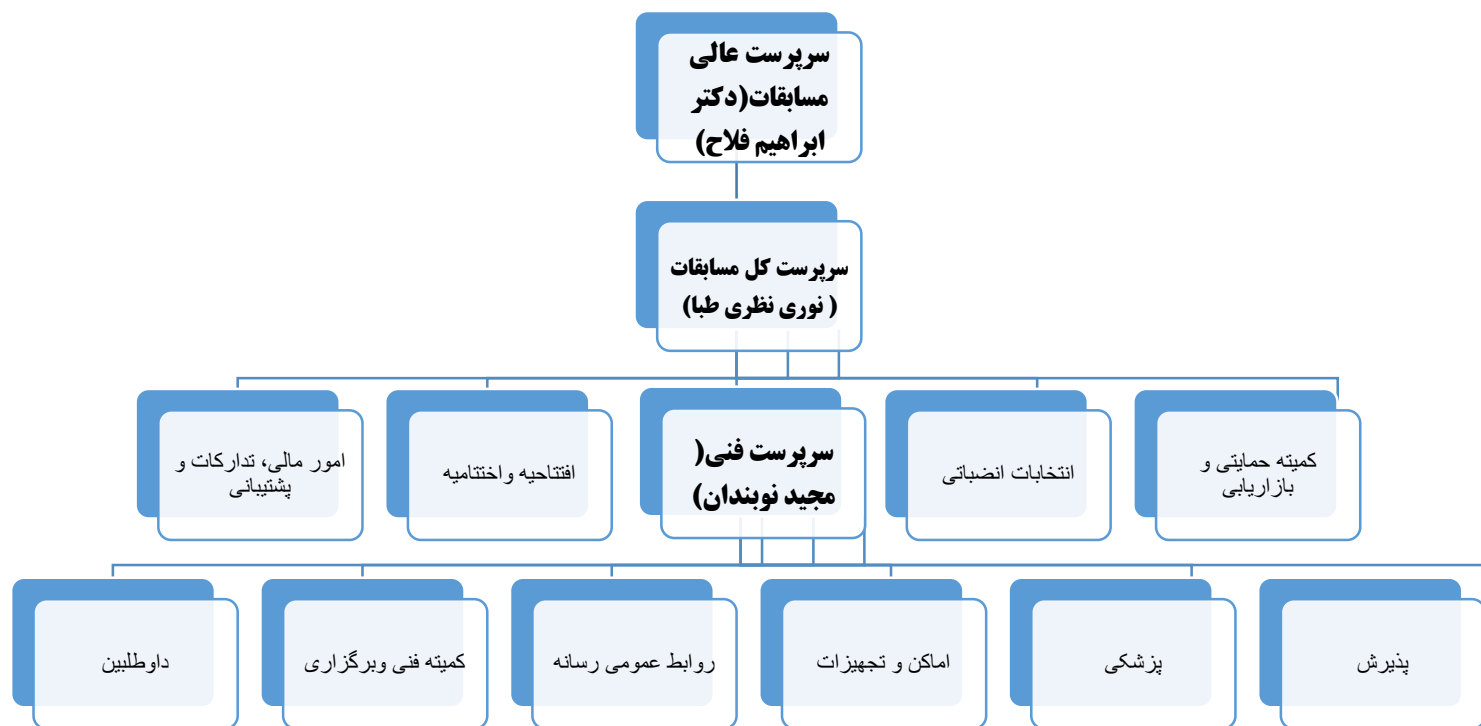 سرپرست عالی
مسابقات(دکتر
ابراهیم فلاح)
سرپرست کل مسابقات
( نوری نظری طبا)
کمیته حمایتی و
بازاریابی
انتخابات انضباتی
سرپرست فنی(
مجید نوبندان)
افتتاحیه واختتامیه
امور مالی، تدارکات و
پشتیبانی
پذیرش
پزشکی
اماکن و تجهیزات
روابط عمومی رسانه
کمیته فنی وبرگزاری
داوطلبین